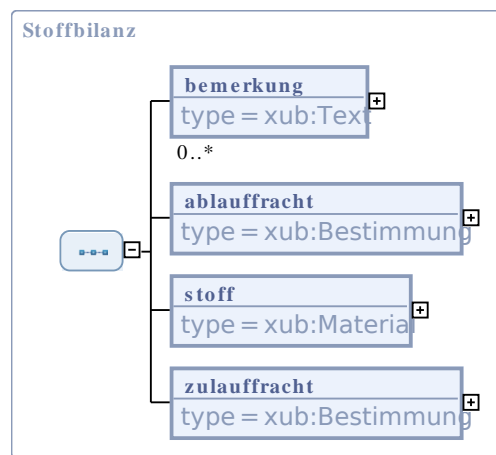 Stoffbilanz
bemerkung
type = xub:Text
0..*
ablauffracht
type = xub:Bestimmung
stoff
type = xub:Material
zulauffracht
type = xub:Bestimmung